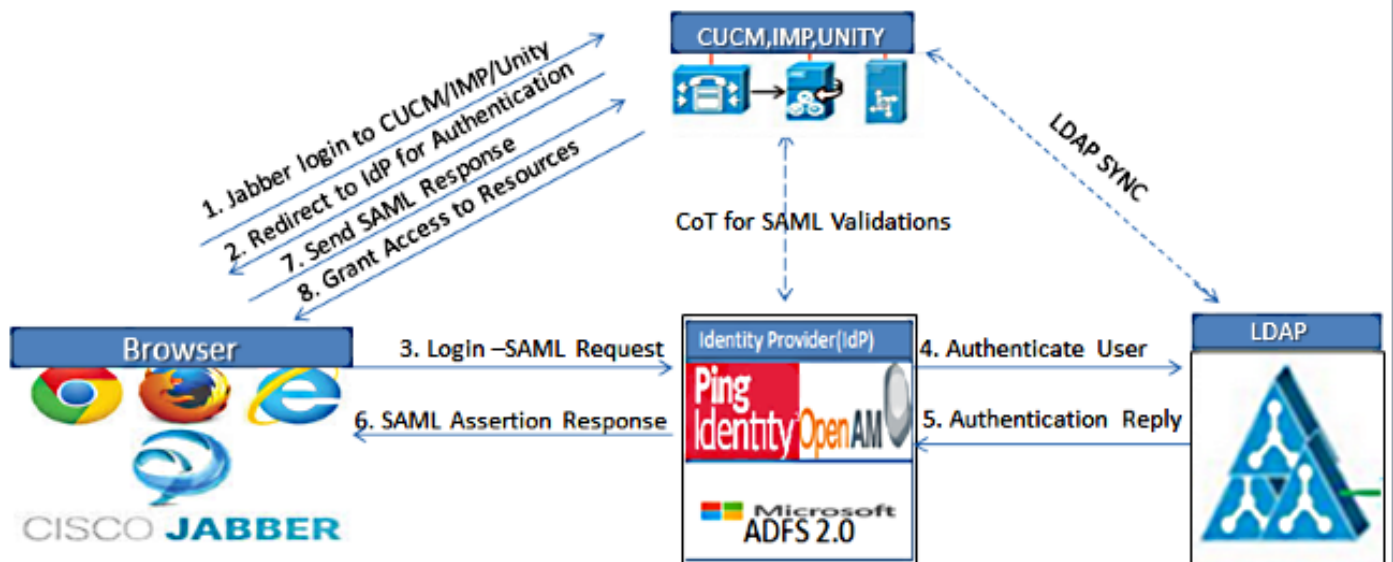 CUCM,IMP,UNITY
1. Jabber login to CUCM/IMP/Unity
2. Redirect to IdP for Authentication
7. Send SAML Response
8. Grant Access to Resources
LDAP SYNC
CoT for SAML Validations
Browser
3. Login –SAML Request
Identity Provider(IdP)
4. Authenticate User
LDAP
Ping
Identity
OpenAM
6. SAML Assertion Response
5. Authentication Reply
CISCO JABBER
Microsoft
ADFS 2.0